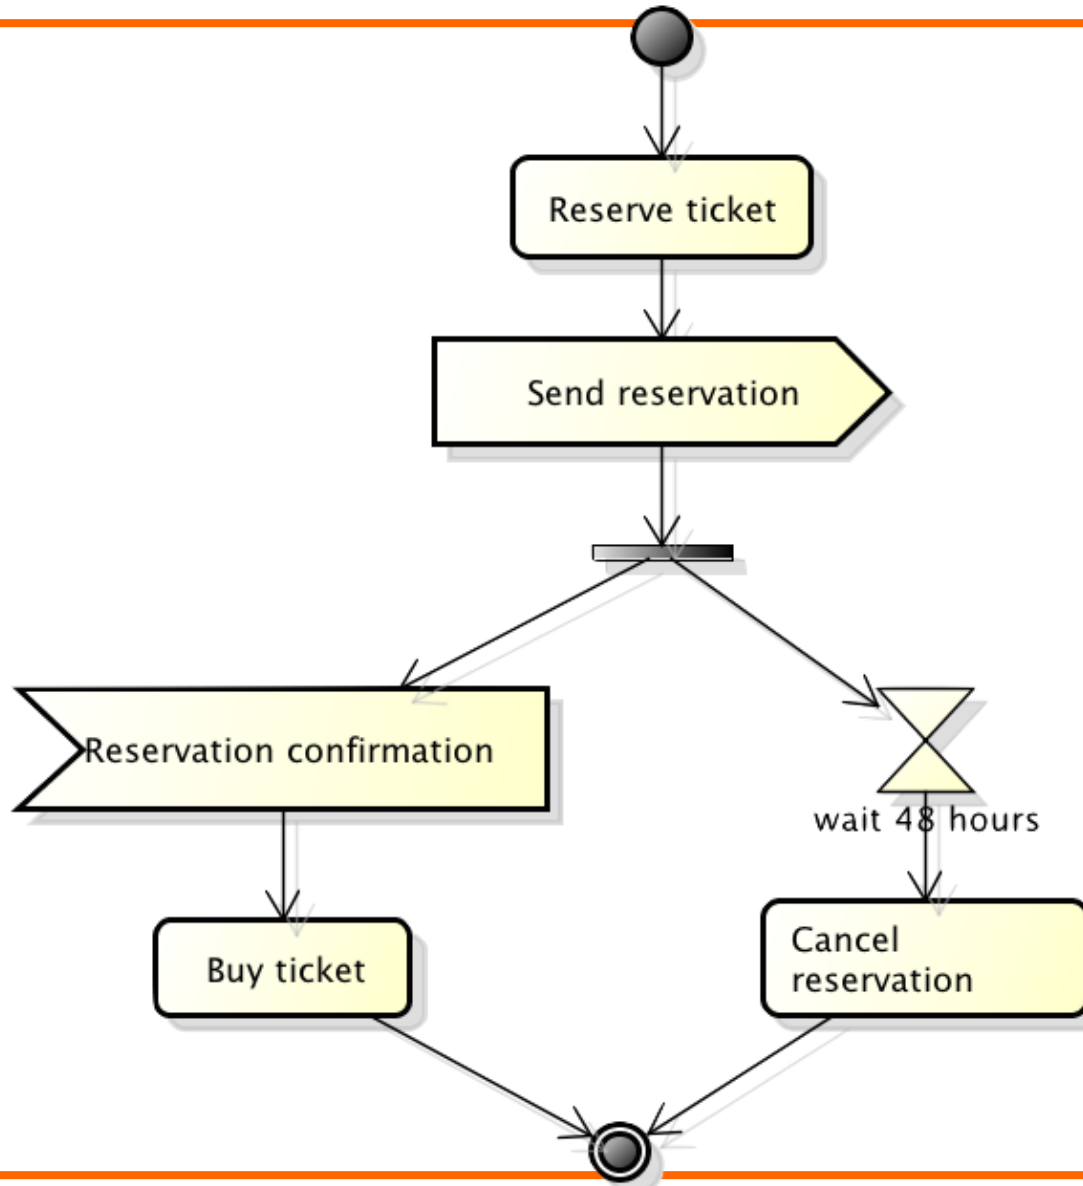 Reserve ticket
Send reservation
Reservation confirmation
wait 48 hours
Buy ticket
Cancel
reservation